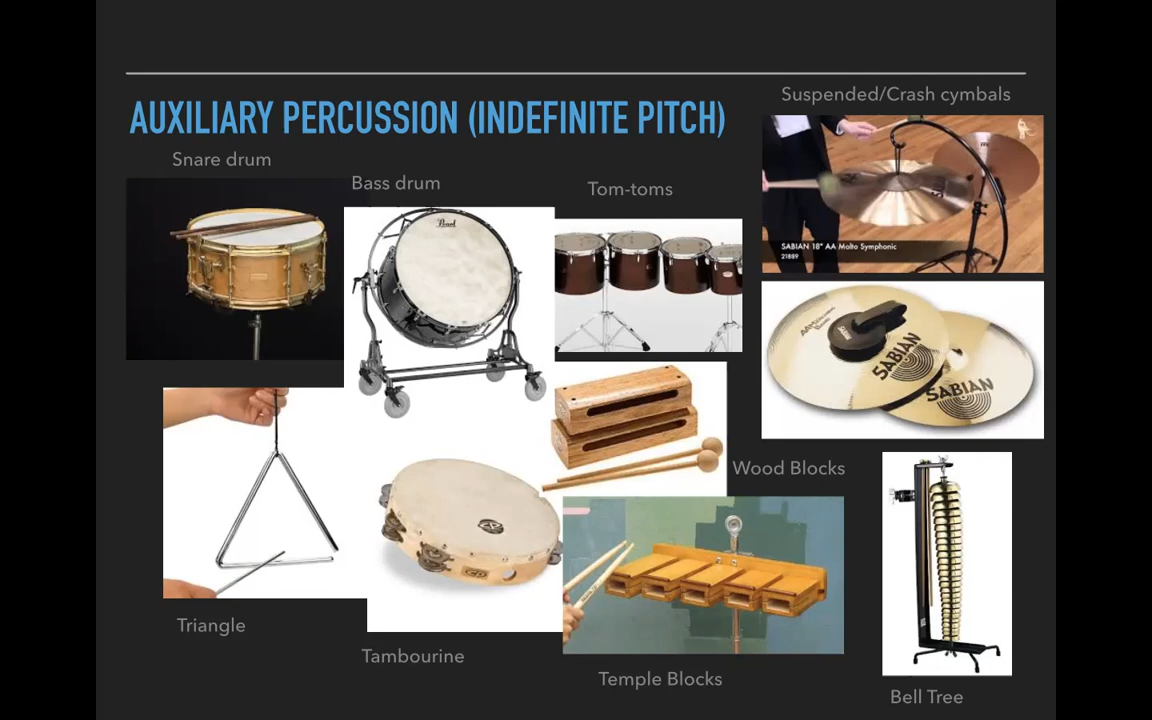 Suspended/Crash cymbals
AUXILIARY PERCUSSION (INDEFINITE PITCH)
Snare drum
Bass drum
Tom-toms
Pearl
SABIAN 18" AA Molto Symphonic
21889
SABIAN
SABIAN
Wood Blocks
Triangle
Tambourine
Temple Blocks
Bell Tree